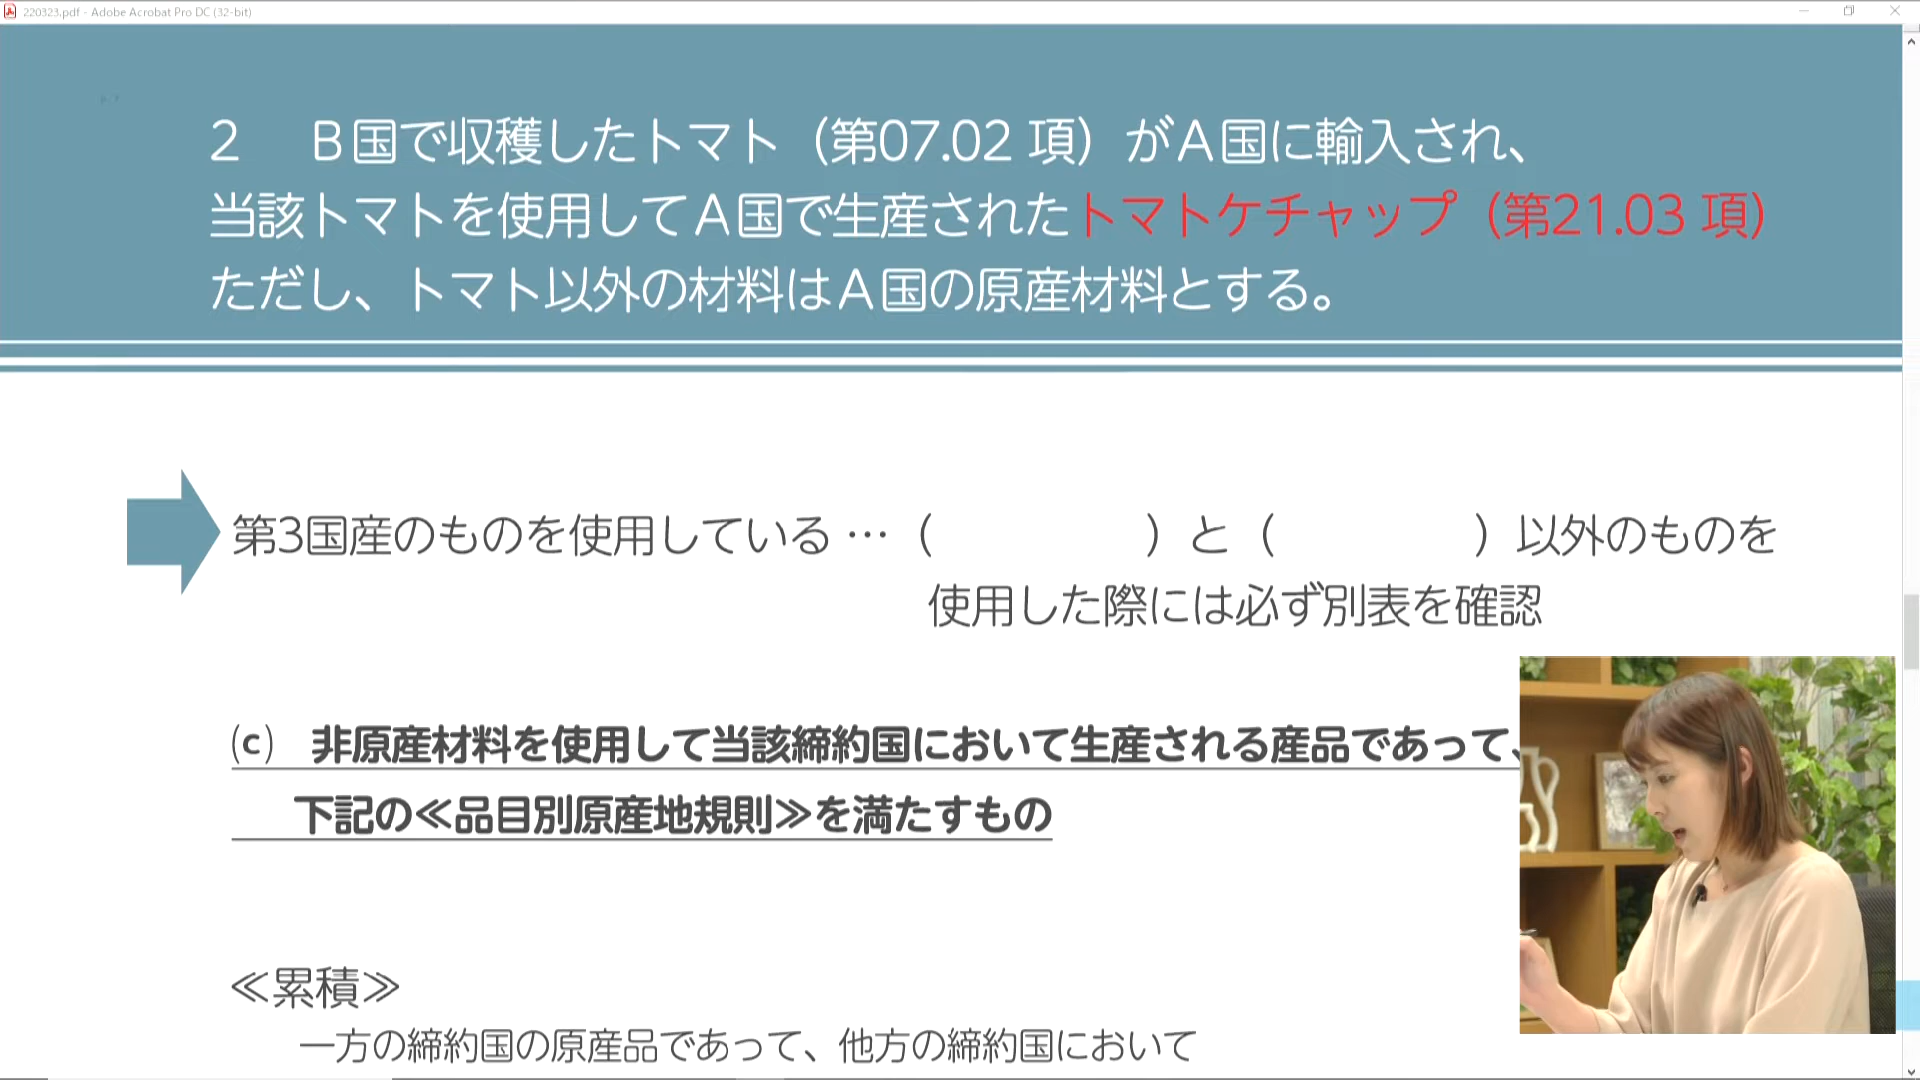 220323.pdf - Adobe Acrobat Pro DC (32-bit)
2　B国で収穫したトマト（第07.02 項）がA国に輸入され、
当該トマトを使用してA国で生産されたトマトケチャップ（第21.03 項）
ただし、トマト以外の材料はA国の原産材料とする。
第3国産のものを使用している …（　　　　　）と（　　　　　）以外のものを
使用した際には必ず別表を確認
(c)　非原産材料を使用して当該締約国において生産される産品であって、
下記の≪品目別原産地規則≫を満たすもの
≪累積≫
一方の締約国の原産品であって、他方の締約国において